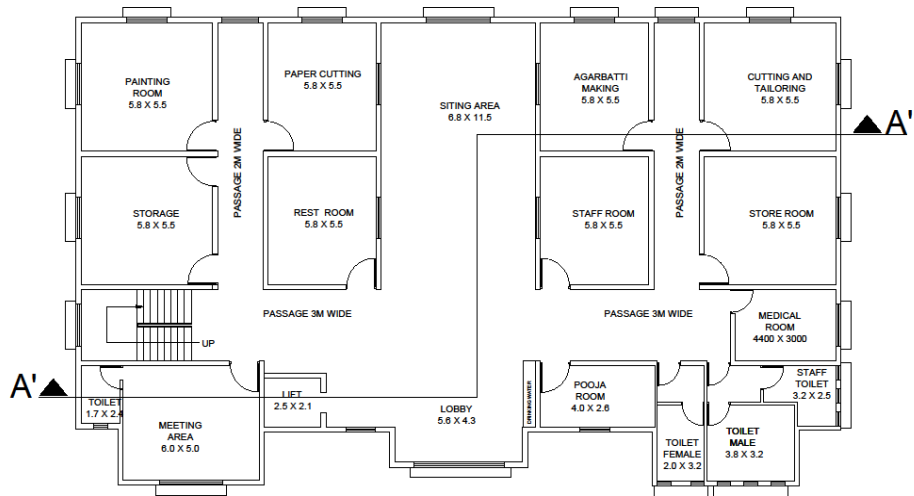 PAINTING
ROOM
5.8 X 5.5
PASSAGE 2M WIDE
PAPER CUTTING
5.8 X 5.5
SITING AREA
6.8 X 11.5
AGARBATTI
MAKING
5.8 X 5.5
PASSAGE 2M WIDE
CUTTING AND
TAILORING
5.8 X 5.5
A'
STORAGE
5.8 X 5.5
REST ROOM
5.8 X 5.5
STAFF ROOM
5.8 X 5.5
STORE ROOM
5.8 X 5.5
UP
PASSAGE 3M WIDE
PASSAGE 3M WIDE
MEDICAL
ROOM
4400 X 3000
A'
TOILET
1.7 X 2.4
MEETING
AREA
6.0 X 5.0
LIFT
2.5 X 2.1
LOBBY
5.6 X 4.3
DRINKING WATER
POOJA
ROOM
4.0 X 2.6
TOILET
FEMALE
2.0 X 3.2
TOILET
MALE
3.8 X 3.2
STAFF
TOILET
3.2 X 2.5